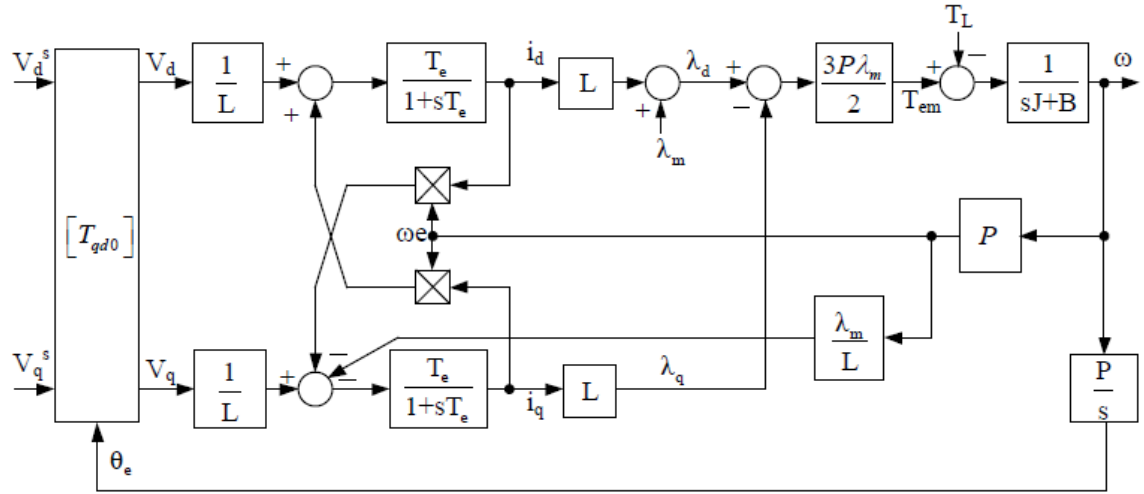 V_d^s
V_d
1/L
+
+
T_e/(1+sT_e)
i_d
L
+
λ_m
λ_d
+
−
3Pλ_m/2
T_em
+
T_L
−
1/(sJ+B)
ω
[T_qd0]
ωe
P
λ_m/L
V_q^s
V_q
1/L
+
−
−
T_e/(1+sT_e)
i_q
L
λ_q
P/s
θ_e